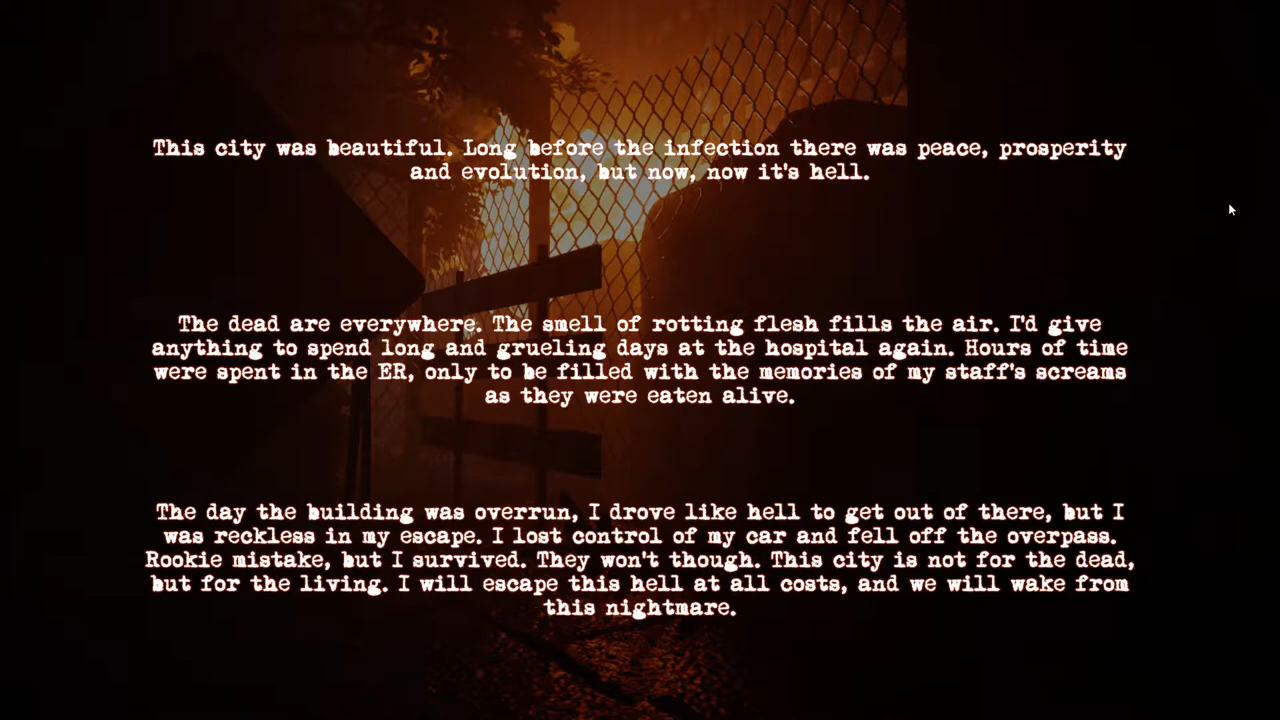 This city was beautiful. Long before the infection there was peace, prosperity
and evolution, but now, now it's hell.
The dead are everywhere. The smell of rotting flesh fills the air. I'd give
anything to spend long and grueling days at the hospital again. Hours of time
were spent in the ER, only to be filled with the memories of my staff's screams
as they were eaten alive.
The day the building was overrun, I drove like hell to get out of there, but I
was reckless in my escape. I lost control of my car and fell off the overpass.
Rookie mistake, but I survived. They won't though. This city is not for the dead,
but for the living. I will escape this hell at all costs, and we will wake from
this nightmare.